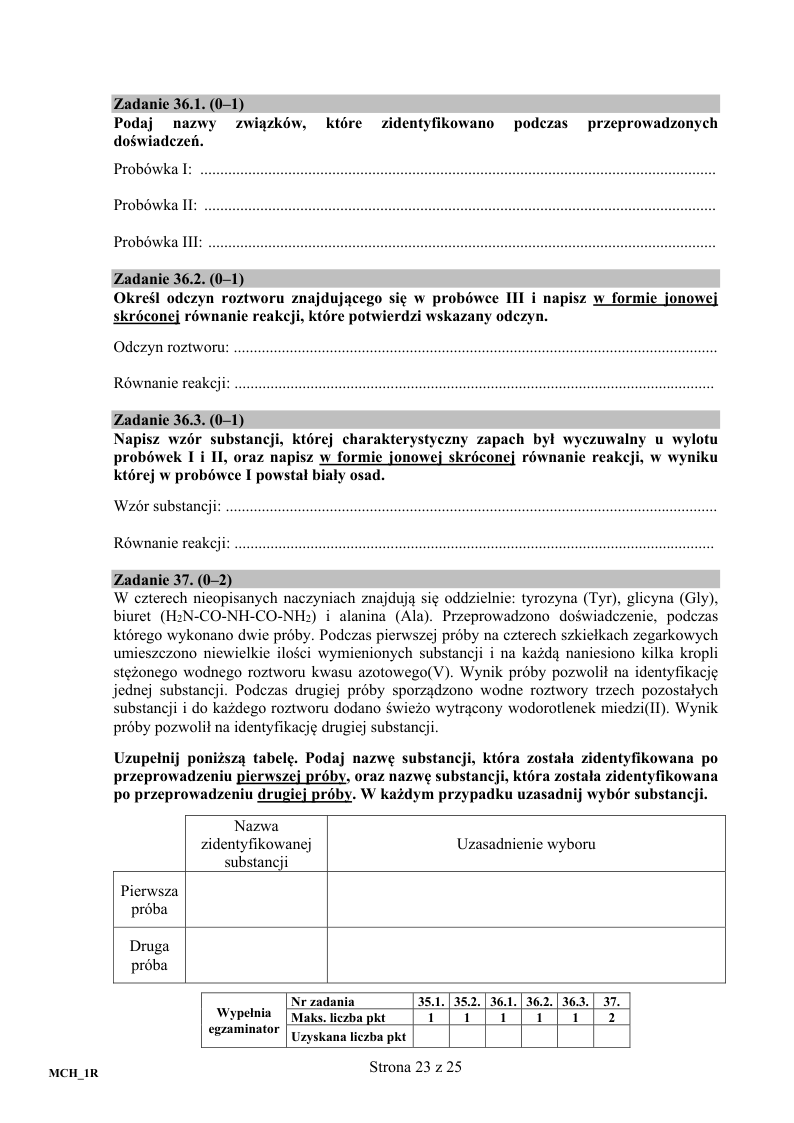 Zadanie 36.1. (0–1)
Podaj nazwy związków, które zidentyfikowano podczas przeprowadzonych
doświadczeń.
Probówka I: ................................................................................................................................
Probówka II: ...............................................................................................................................
Probówka III: ..............................................................................................................................
Zadanie 36.2. (0–1)
Określ odczyn roztworu znajdującego się w probówce III i napisz w formie jonowej
skróconej równanie reakcji, które potwierdzi wskazany odczyn.
Odczyn roztworu: ........................................................................................................................
Równanie reakcji: .......................................................................................................................
Zadanie 36.3. (0–1)
Napisz wzór substancji, której charakterystyczny zapach był wyczuwalny u wylotu
probówek I i II, oraz napisz w formie jonowej skróconej równanie reakcji, w wyniku
której w probówce I powstał biały osad.
Wzór substancji: ..........................................................................................................................
Równanie reakcji: .......................................................................................................................
Zadanie 37. (0–2)
W czterech nieopisanych naczyniach znajdują się oddzielnie: tyrozyna (Tyr), glicyna (Gly),
biuret (H₂N-CO-NH-CO-NH₂) i alanina (Ala). Przeprowadzono doświadczenie, podczas
którego wykonano dwie próby. Podczas pierwszej próby na czterech szkiełkach zegarkowych
umieszczono niewielkie ilości wymienionych substancji i na każdą naniesiono kilka kropli
stężonego wodnego roztworu kwasu azotowego(V). Wynik próby pozwolił na identyfikację
jednej substancji. Podczas drugiej próby sporządzono wodne roztwory trzech pozostałych
substancji i do każdego roztworu dodano świeżo wytrącony wodorotlenek miedzi(II). Wynik
próby pozwolił na identyfikację drugiej substancji.
Uzupełnij poniższą tabelę. Podaj nazwę substancji, która została zidentyfikowana po
przeprowadzeniu pierwszej próby, oraz nazwę substancji, która została zidentyfikowana
po przeprowadzeniu drugiej próby. W każdym przypadku uzasadnij wybór substancji.
Nazwa
zidentyfikowanej
substancji
Uzasadnienie wyboru
Pierwsza
próba
Druga
próba
Wypełnia
egzaminator
Nr zadania 35.1. 35.2. 36.1. 36.2. 36.3. 37.
Maks. liczba pkt 1 1 1 1 1 2
Uzyskana liczba pkt
MCH_1R
Strona 23 z 25